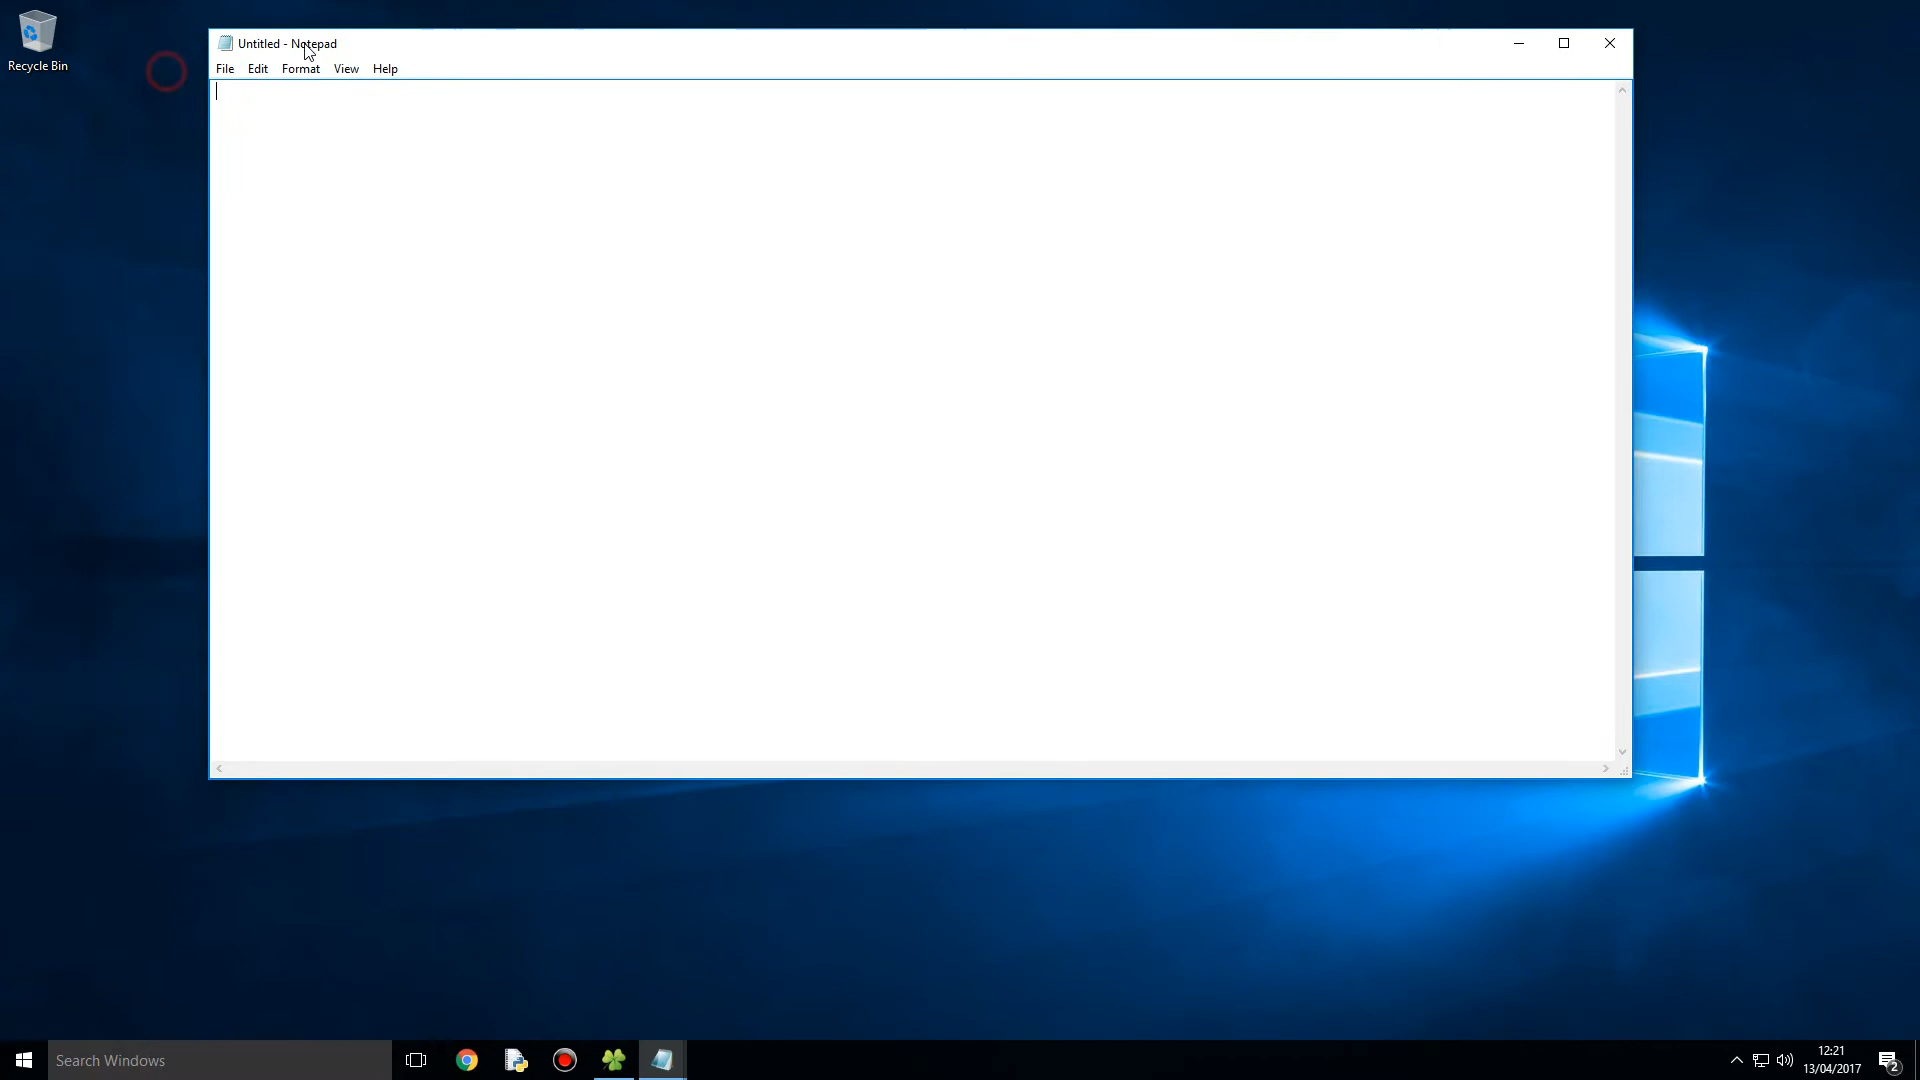 Recycle Bin
Untitled - Notepad
File Edit Format View Help
Search Windows
12:21
13/04/2017
2